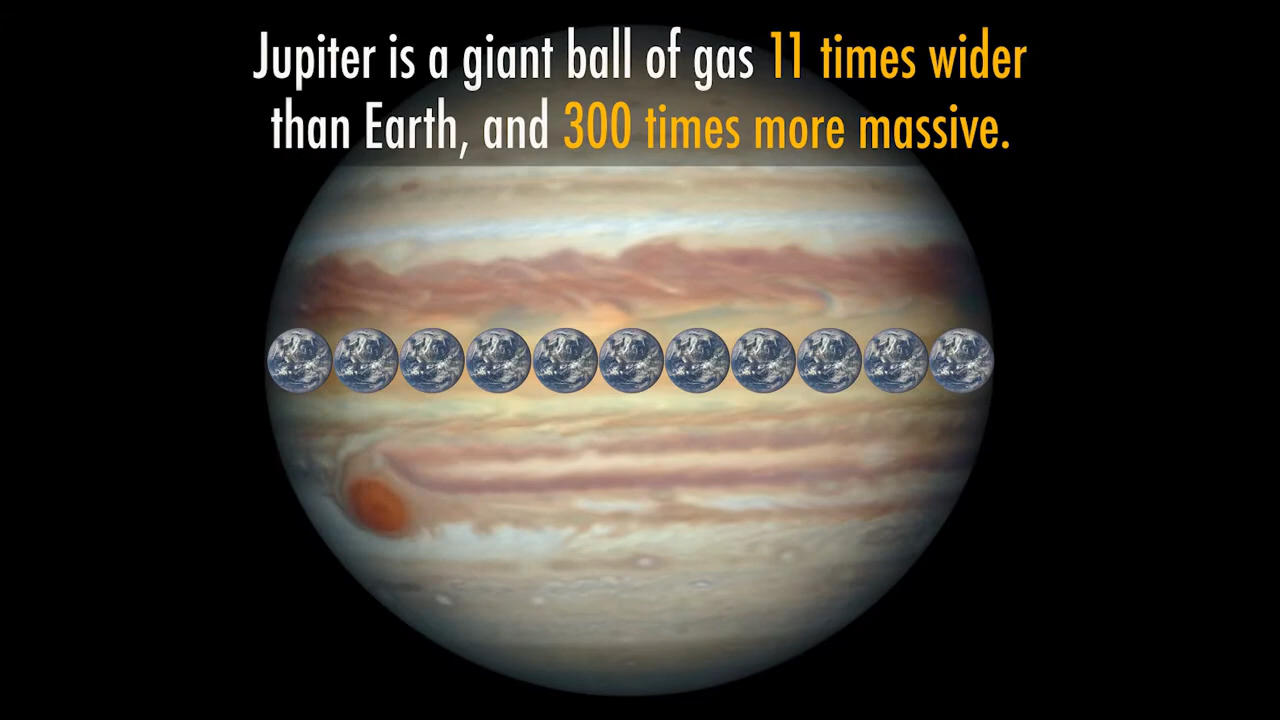 Jupiter is a giant ball of gas 11 times wider
than Earth, and 300 times more massive.